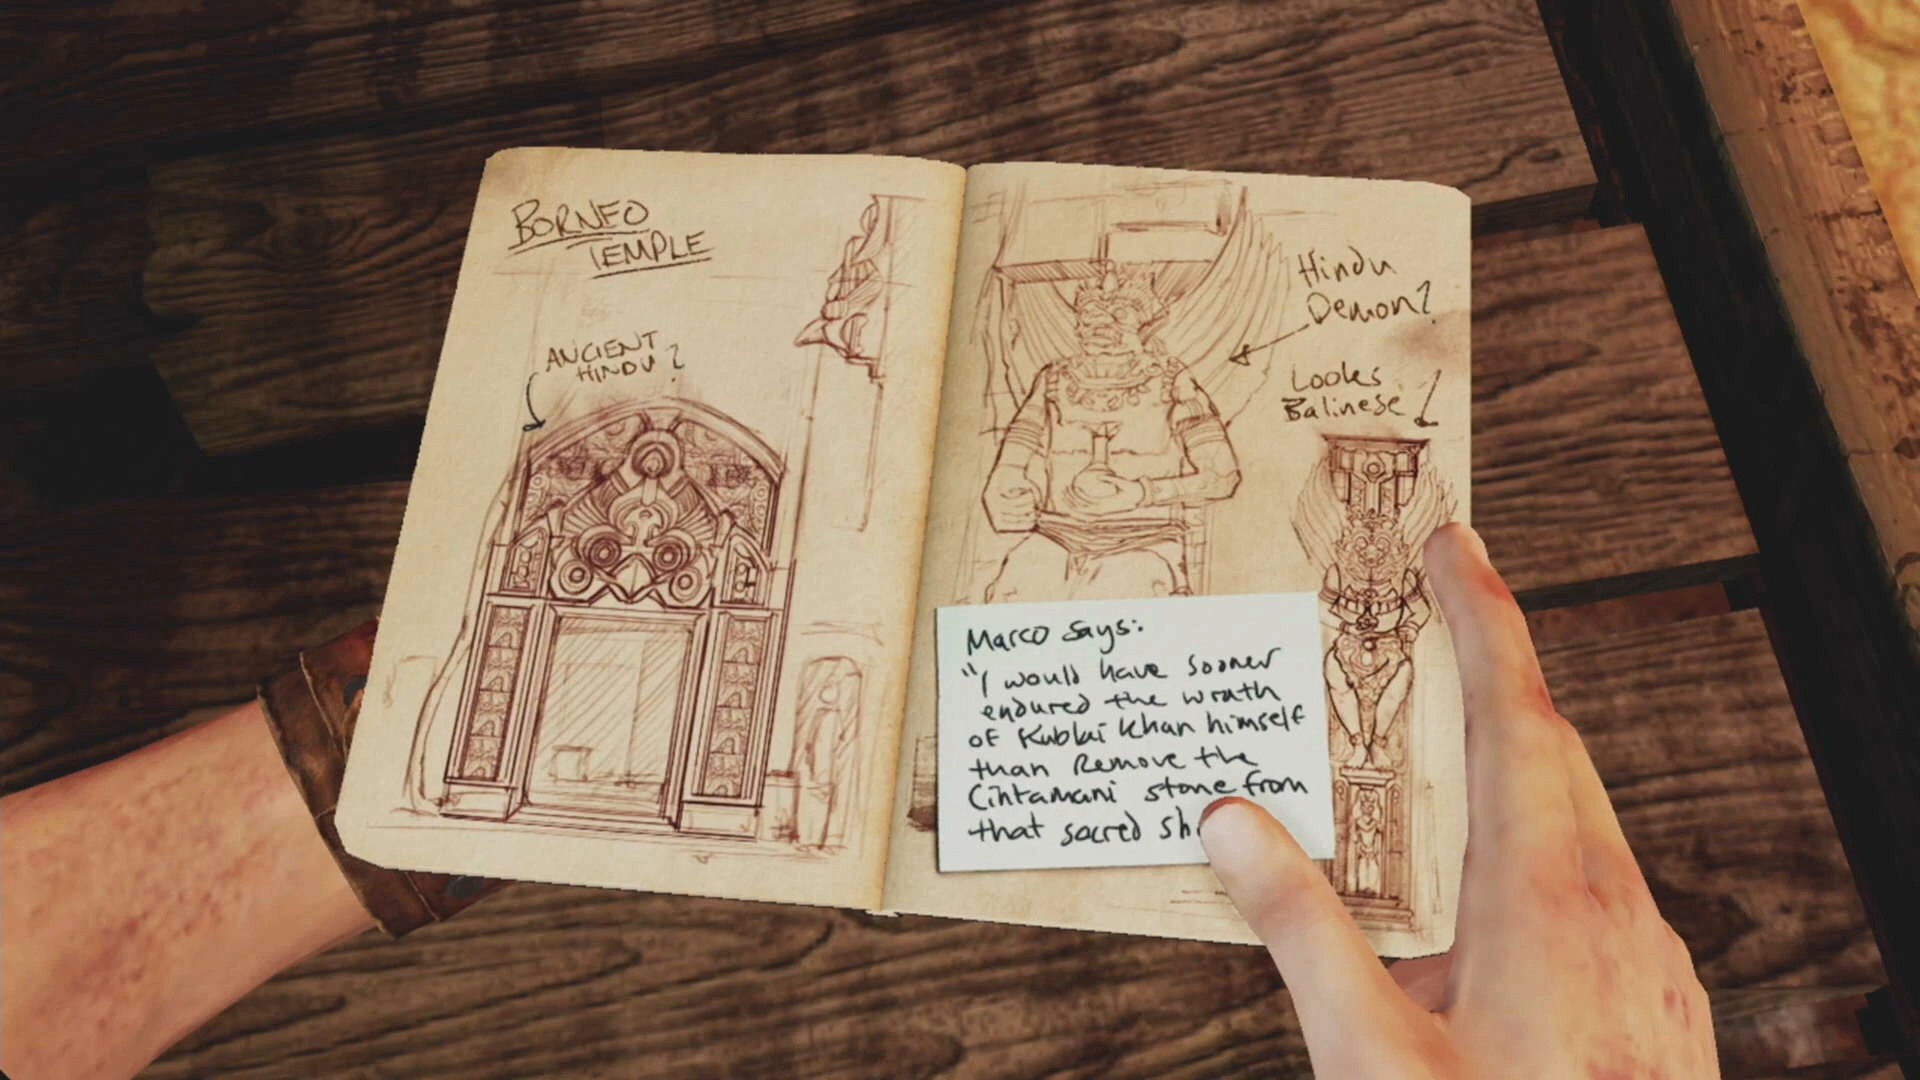 BORNEO
TEMPLE
ANCIENT
HINDU?
Hindu
Demon?
Looks
Balinese
Marco says:
"I would have sooner
endured the wrath
of Kublai Khan himself
than Remove the
Cintamani stone from
that sacred